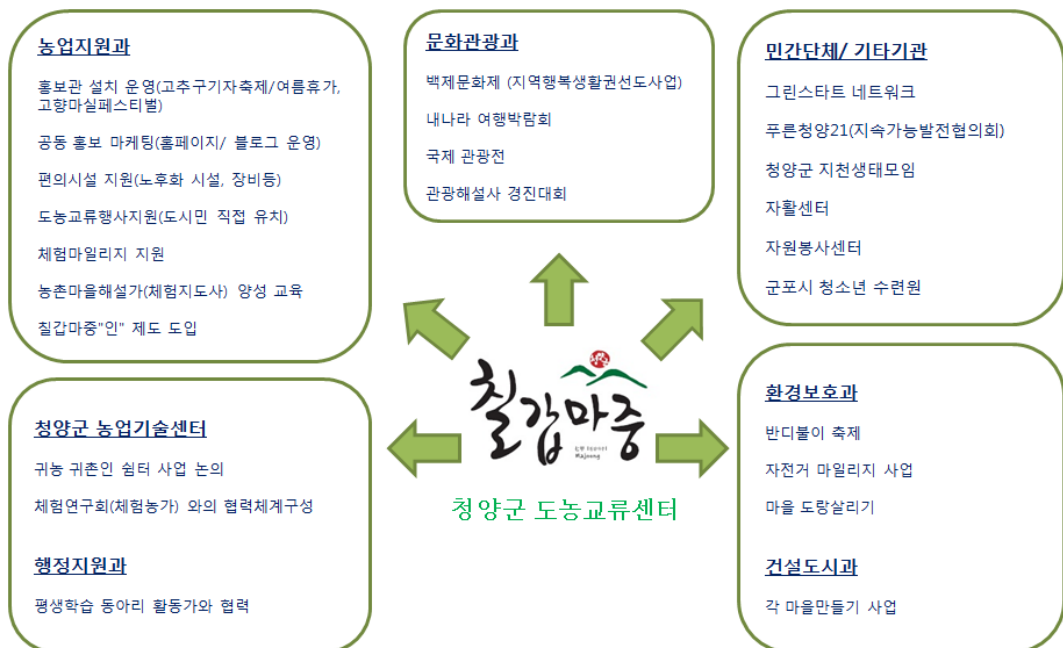 농업지원과
홍보관 설치 운영(고추구기자축제/여름휴가,
고향마실페스티벌)
공동 홍보 마케팅(홈페이지/ 블로그 운영)
편의시설 지원(노후화 시설, 장비등)
도농교류행사지원(도시민 직접 유치)
체험마일리지 지원
농촌마을해설가(체험지도사) 양성 교육
칠갑마중"인" 제도 도입
문화관광과
백제문화제 (지역행복생활권선도사업)
내나라 여행박람회
국제 관광전
관광해설사 경진대회
민간단체/ 기타기관
그린스타트 네트워크
푸른청양21(지속가능발전협의회)
청양군 지천생태모임
자활센터
자원봉사센터
군포시 청소년 수련원
청양군 농업기술센터
귀농 귀촌인 쉼터 사업 논의
체험연구회(체험농가) 와의 협력체계구성
행정지원과
평생학습 동아리 활동가와 협력
칠갑마중
Majoong
청양군 도농교류센터
환경보호과
반디불이 축제
자전거 마일리지 사업
마을 도랑살리기
건설도시과
각 마을만들기 사업